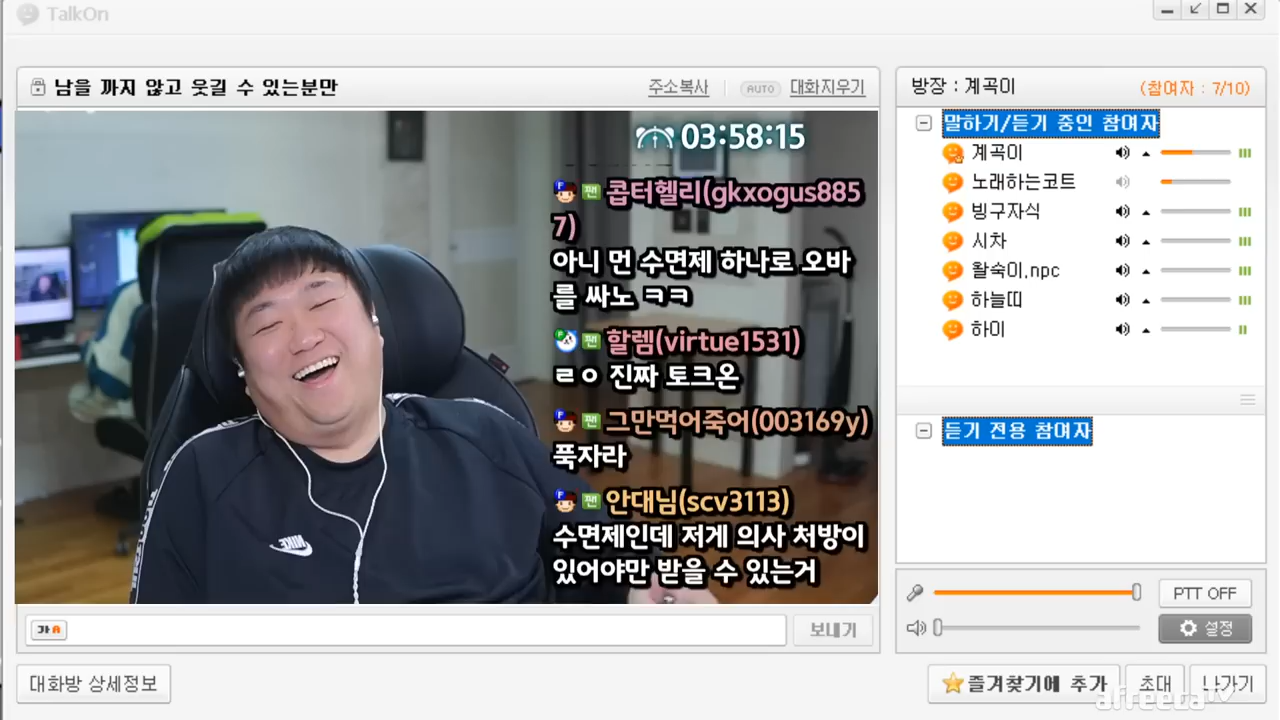 TalkOn
남을 까지 않고 웃길 수 있는분만
주소복사
AUTO
대화지우기
03:58:15
F 팬 콥터헬리(gkxogus885
7)
아니 먼 수면제 하나로 오바
를 싸노 ㅋㅋ
팬 할렘(virtue1531)
ㄹㅇ 진짜 토크온
F 팬 그만먹어죽어(003169y)
푹자라
F 팬 안대님(scv3113)
수면제인데 저게 의사 처방이
있어야만 받을 수 있는거
NIKE
가
보내기
대화방 상세정보
방장 : 계곡이
(참여자 : 7/10)
말하기/듣기 중인 참여자
계곡이
노래하는코트
빙구자식
시차
왈숙이,npc
하늘띠
하미
듣기 전용 참여자
PTT OFF
설정
즐겨찾기에 추가
초대
나가기
afreecaTV